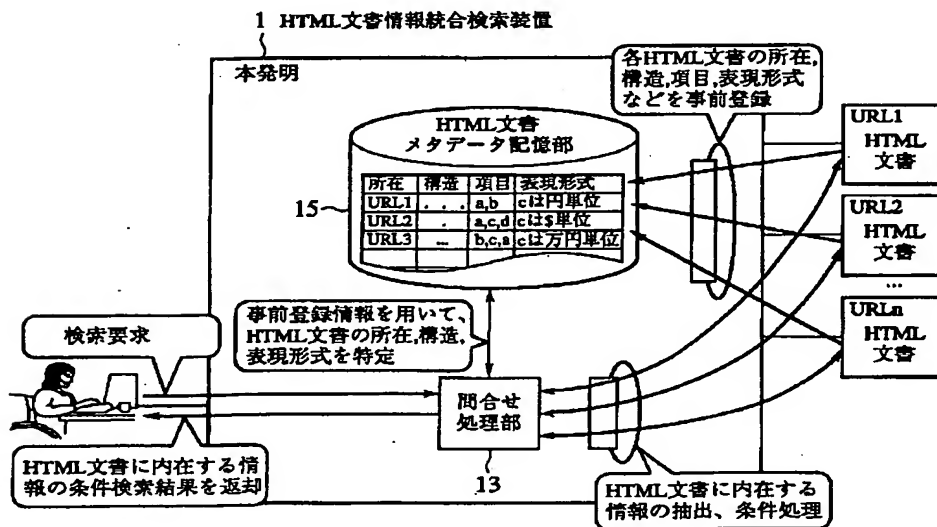 1 HTML文書情報統合検索装置
本発明
各HTML文書の所在,
構造,項目,表現形式
などを事前登録
HTML文書
メタデータ記憶部
所在 構造 項目 表現形式
URL1 . . . a,b cは円単位
URL2 . a,c,d cは$単位
URL3 ... b,c,a cは万円単位
15
URL1
HTML
文書
URL2
HTML
文書
...
URLn
HTML
文書
事前登録情報を用いて、
HTML文書の所在,構造,
表現形式を特定
検索要求
問合せ
処理部
13
HTML文書に内在する情
報の条件検索結果を返却
HTML文書に内在する
情報の抽出、条件処理